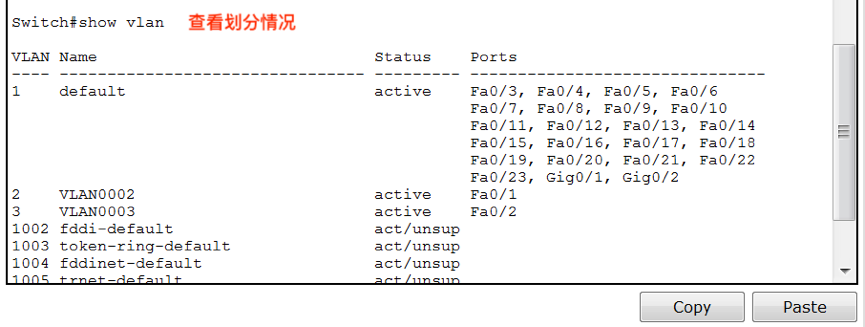 Switch#show vlan 查看划分情况
VLAN Name Status Ports
---- -------------------------------- --------- -------------------------------
1 default active Fa0/3, Fa0/4, Fa0/5, Fa0/6
Fa0/7, Fa0/8, Fa0/9, Fa0/10
Fa0/11, Fa0/12, Fa0/13, Fa0/14
Fa0/15, Fa0/16, Fa0/17, Fa0/18
Fa0/19, Fa0/20, Fa0/21, Fa0/22
Fa0/23, Gig0/1, Gig0/2
2 VLAN0002 active Fa0/1
3 VLAN0003 active Fa0/2
1002 fddi-default act/unsup
1003 token-ring-default act/unsup
1004 fddinet-default act/unsup
1005 trnet-default act/unsup
Copy Paste